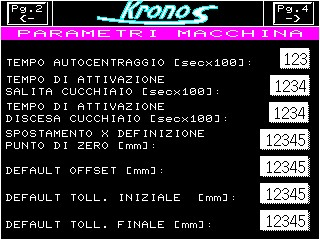 Pg.2
<-)
Kronos
Pg.4
(->
PARAMETRI MACCHINA
TEMPO AUTOCENTRAGGIO [secx100]: 123
TEMPO DI ATTIVAZIONE
SALITA CUCCHIAIO [secx100]: 1234
TEMPO DI ATTIVAZIONE
DISCESA CUCCHIAIO [secx100]: 1234
SPOSTAMENTO X DEFINIZIONE
PUNTO DI ZERO [mm]: 12345
DEFAULT OFFSET [mm]: 12345
DEFAULT TOLL. INIZIALE [mm]: 12345
DEFAULT TOLL. FINALE [mm]: 12345